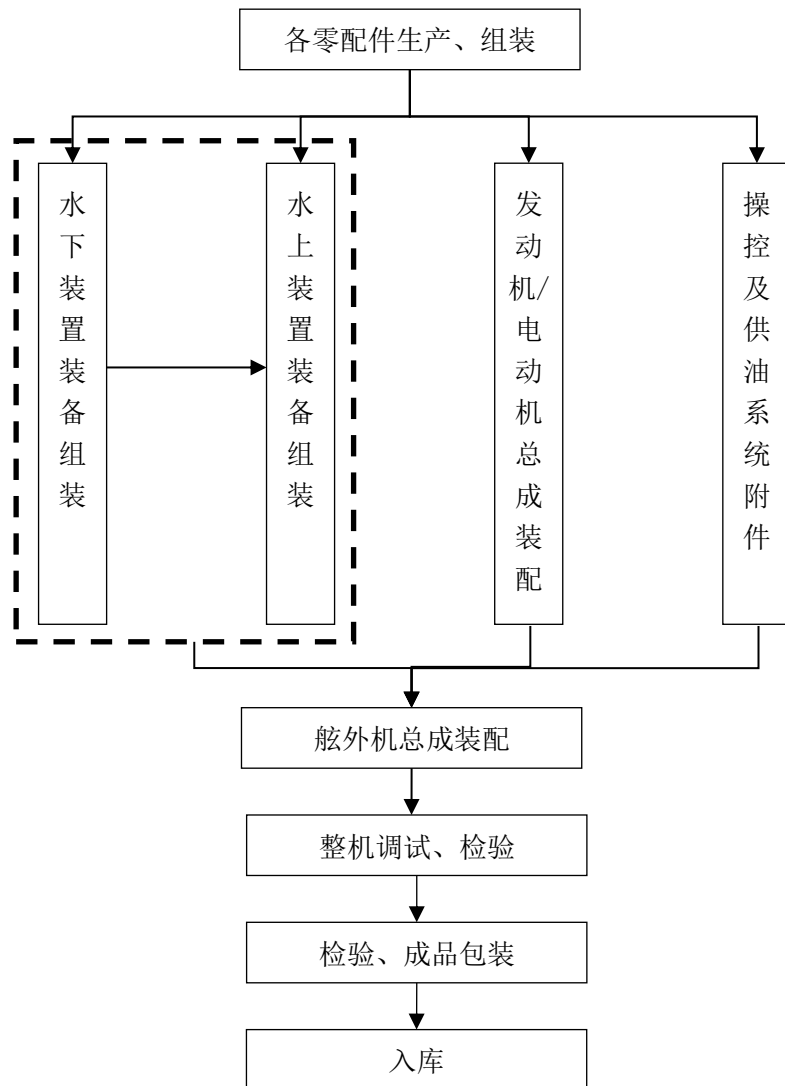 各零配件生产、组装
水下装置装备组装
水上装置装备组装
发动机/电动机总成装配
操控及供油系统附件
舷外机总成装配
整机调试、检验
检验、成品包装
入库